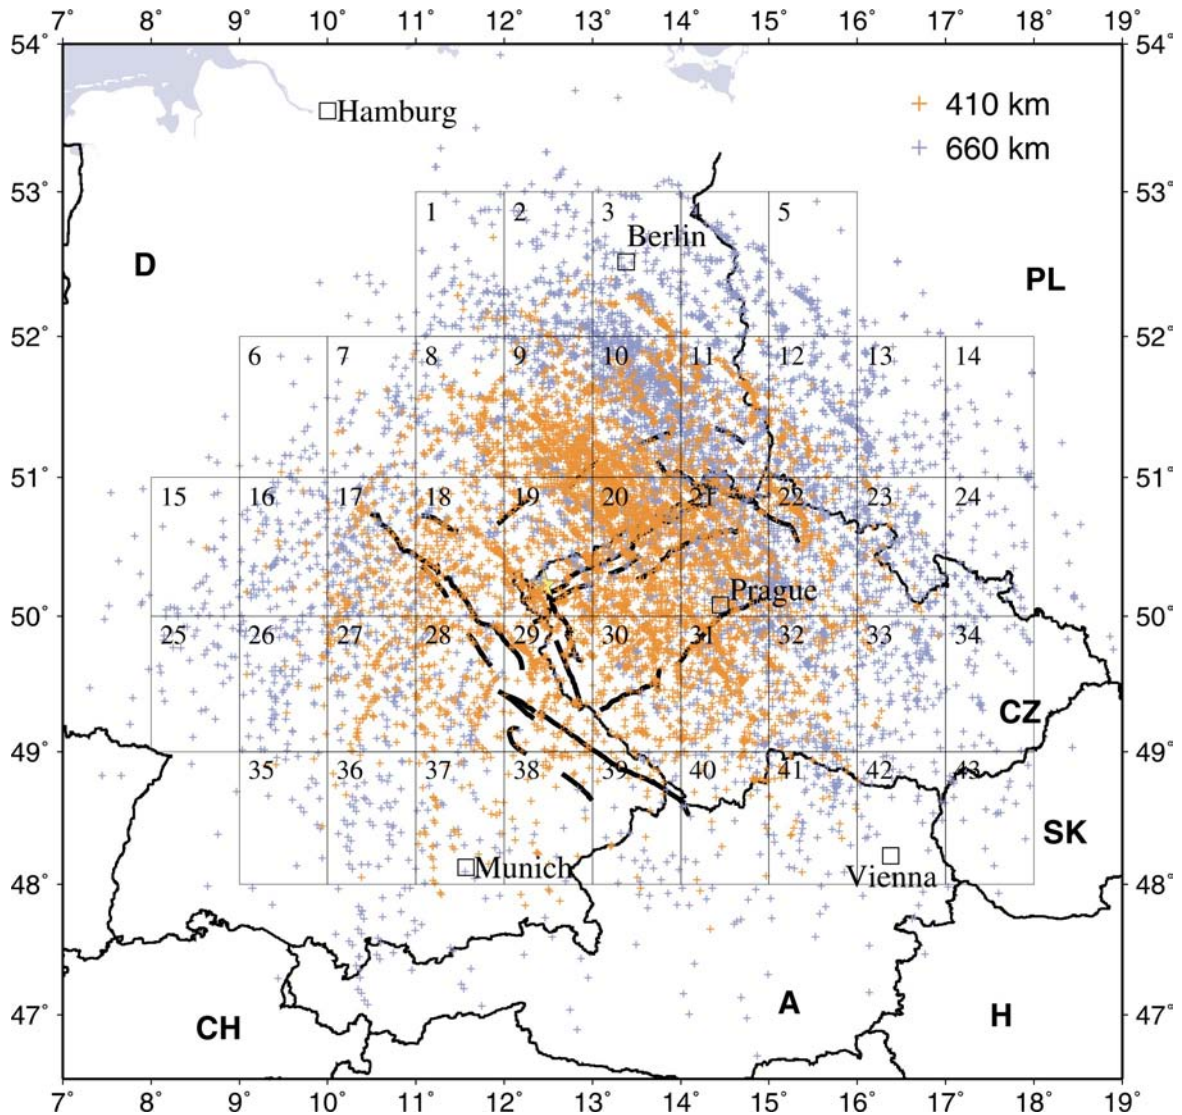 7° 8° 9° 10° 11° 12° 13° 14° 15° 16° 17° 18° 19°
54° 54°
410 km
Hamburg
660 km
53° 53°
1 2 3 4 5
Berlin
D PL
52° 52°
6 7 8 9 10 11 12 13 14
51° 51°
15 16 17 18 19 20 21 22 23 24
Prague
50° 50°
25 26 27 28 29 30 31 32 33 34
CZ
49° 49°
35 36 37 38 39 40 41 42 43
SK
Munich
Vienna
48° 48°
A
47° 47°
CH H
7° 8° 9° 10° 11° 12° 13° 14° 15° 16° 17° 18° 19°